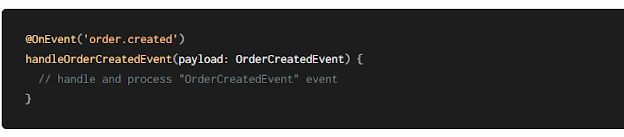 @OnEvent('order.created')
handleOrderCreatedEvent(payload: OrderCreatedEvent) {
  // handle and process "OrderCreatedEvent" event
}